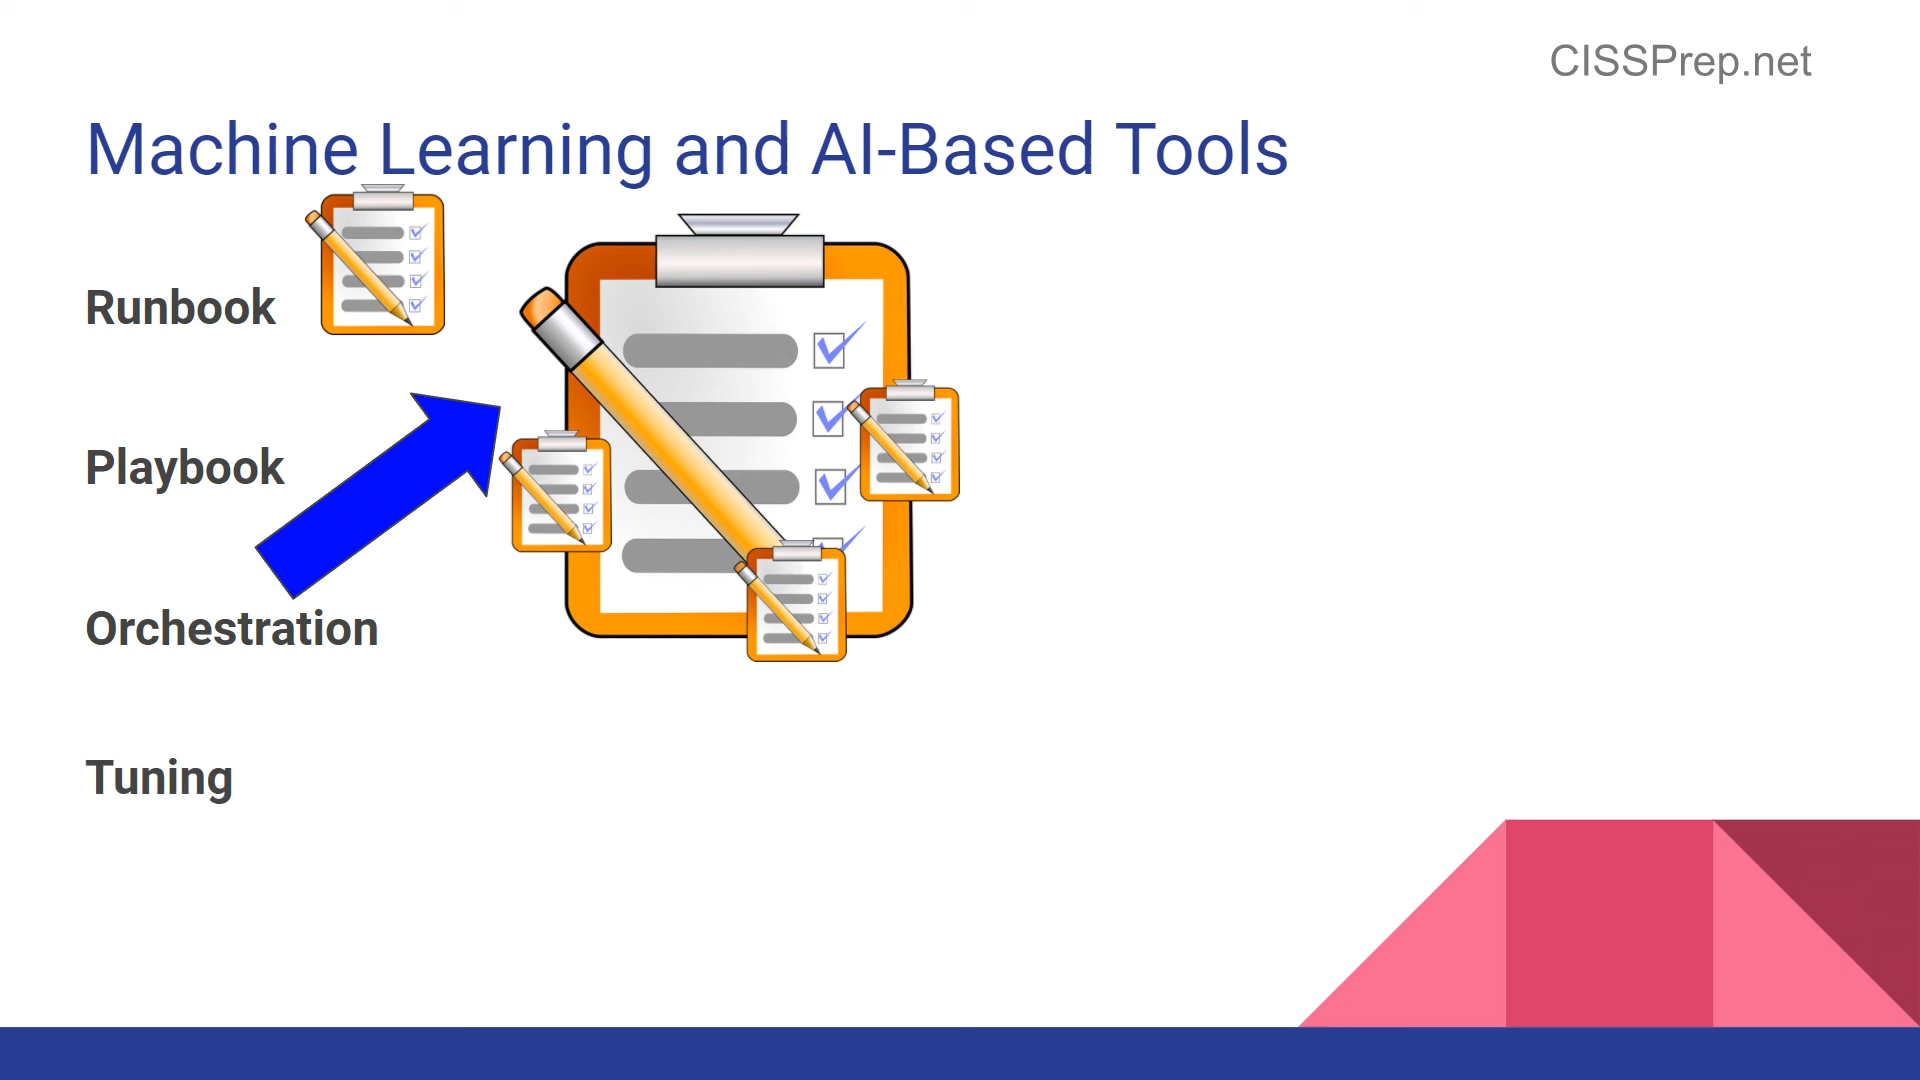 CISSPrep.net
Machine Learning and AI-Based Tools
Runbook
Playbook
Orchestration
Tuning